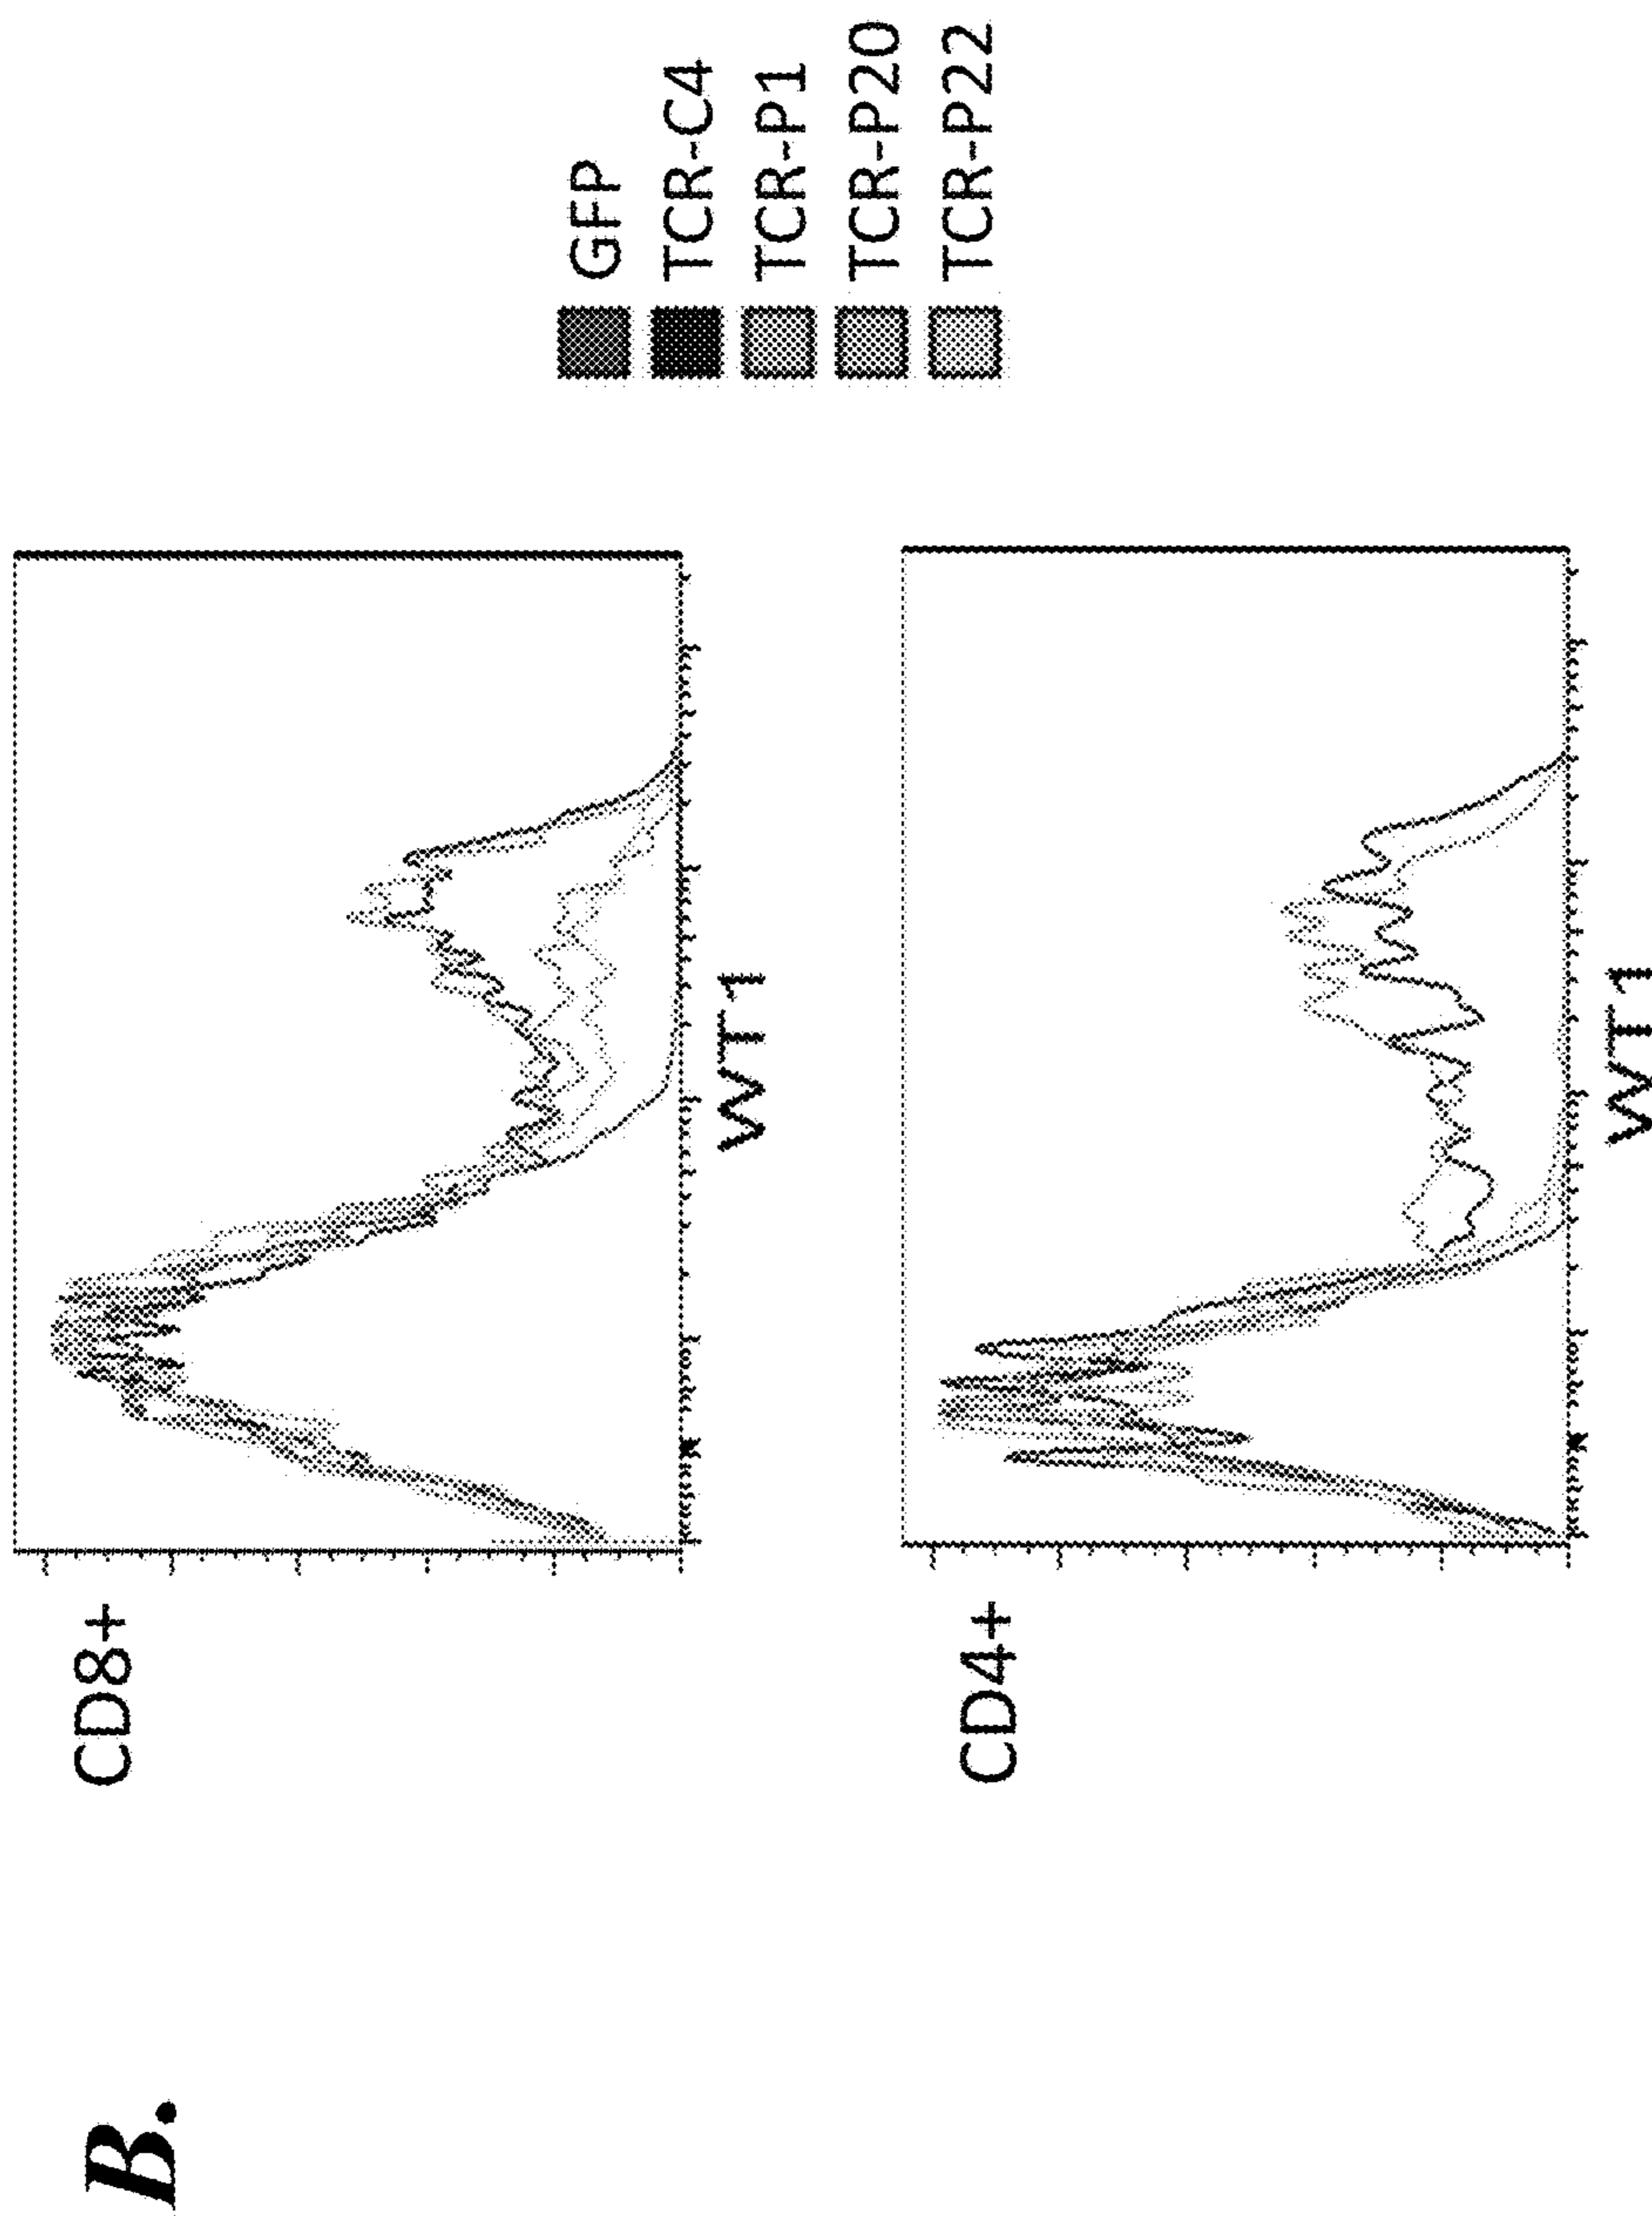 B.
CD8+
WT1
CD4+
WT1
GFP
TCR-C4
TCR-P1
TCR-P20
TCR-P22